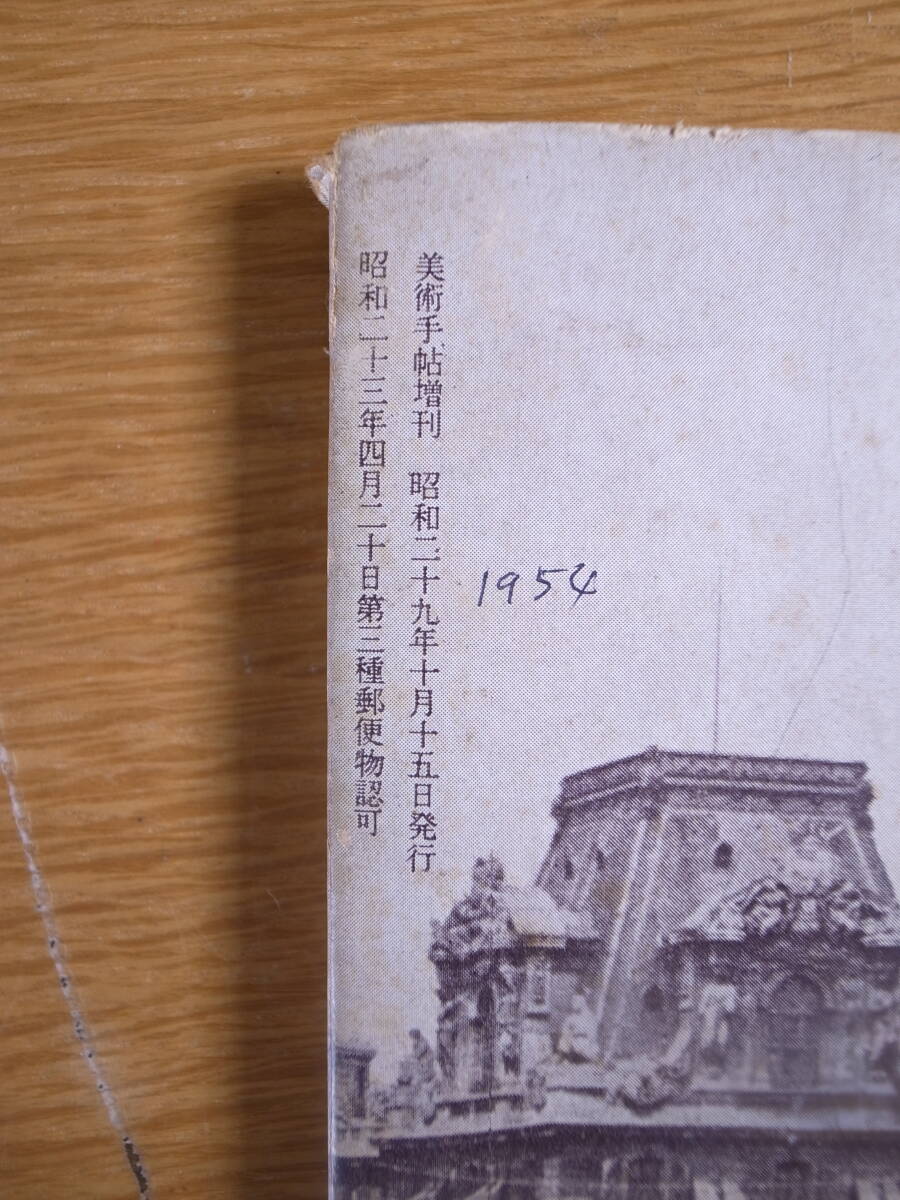 美術手帖増刊　昭和二十九年十月十五日発行
昭和二十三年四月二十日第三種郵便物認可
1954